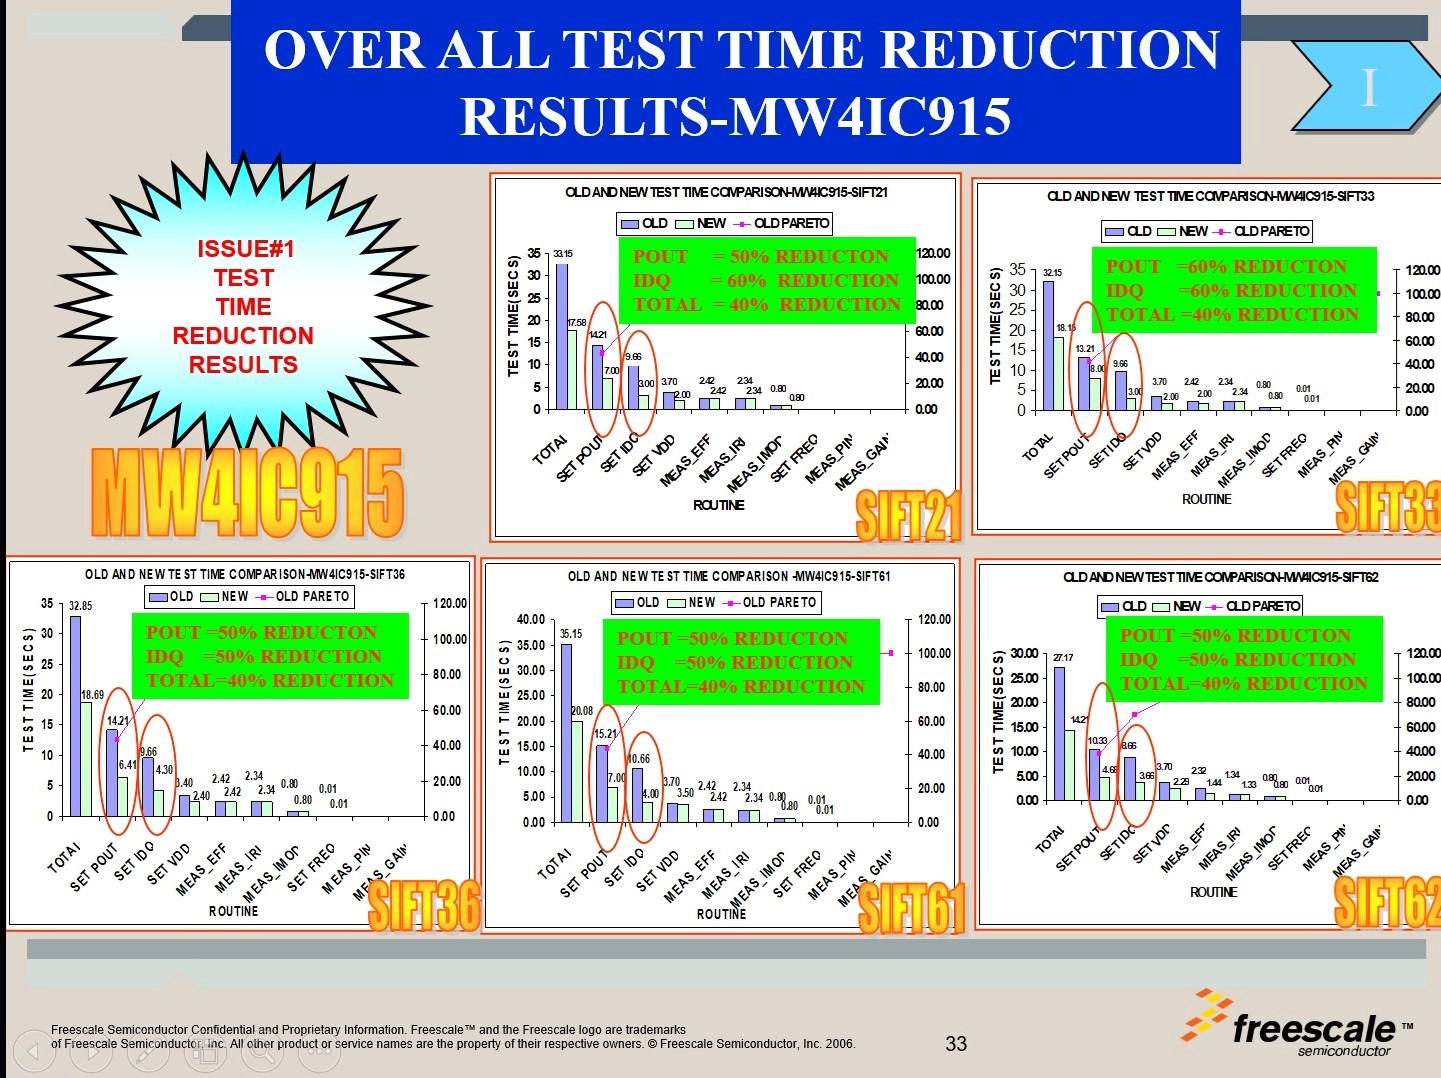 OVER ALL TEST TIME REDUCTION
RESULTS-MW4IC915
I
ISSUE#1
TEST
TIME
REDUCTION
RESULTS
MW4IC915
OLD AND NEW TEST TIME COMPARISON-MW4IC915-SIFT21
OLD NEW OLD PARETO
POUT = 50% REDUCTON
IDQ = 60% REDUCTION
TOTAL = 40% REDUCTION
TEST TIME(SECS)
35
30
25
20
15
10
5
0
33.15
17.58
14.21
7.00
9.66
3.00
3.70
2.00
2.42
2.42
2.34
2.34
0.80
0.80
120.00
100.00
80.00
60.00
40.00
20.00
0.00
TOTAL
SET POUT
SET IDQ
SET VDD
MEAS_EFF
MEAS_IRL
MEAS_IMOD
SET FREQ
MEAS_PIN
MEAS_GAIN
ROUTINE
SIFT21
OLD AND NEW TEST TIME COMPARISON-MW4IC915-SIFT33
OLD NEW OLD PARETO
POUT =60% REDUCTON
IDQ =60% REDUCTION
TOTAL =40% REDUCTION
TEST TIME(SECS)
35
30
25
20
15
10
5
0
32.15
18.15
13.21
8.00
9.66
3.00
3.70
2.00
2.42
2.00
2.34
2.34
0.80
0.80
0.01
0.01
120.00
100.00
80.00
60.00
40.00
20.00
0.00
TOTAL
SET POUT
SET IDQ
SET VDD
MEAS_EFF
MEAS_IRL
MEAS_IMOD
SET FREQ
MEAS_PIN
MEAS_GAIN
ROUTINE
SIFT33
OLD AND NEW TEST TIME COMPARISON-MW4IC915-SIFT36
OLD NEW OLD PARETO
POUT =50% REDUCTON
IDQ =50% REDUCTION
TOTAL=40% REDUCTION
TEST TIME(SECS)
35
30
25
20
15
10
5
0
32.85
18.69
14.21
6.41
9.66
4.30
3.40
2.40
2.42
2.42
2.34
2.34
0.80
0.80
0.01
0.01
120.00
100.00
80.00
60.00
40.00
20.00
0.00
TOTAL
SET POUT
SET IDQ
SET VDD
MEAS_EFF
MEAS_IRL
MEAS_IMOD
SET FREQ
MEAS_PIN
MEAS_GAIN
ROUTINE
SIFT36
OLD AND NEW TEST TIME COMPARISON -MW4IC915-SIFT61
OLD NEW OLD PARETO
POUT =50% REDUCTON
IDQ =50% REDUCTION
TOTAL=40% REDUCTION
TEST TIME(SECS)
40.00
35.00
30.00
25.00
20.00
15.00
10.00
5.00
0.00
35.15
20.08
15.21
7.00
10.66
4.00
3.70
3.50
2.42
2.42
2.34
2.34
0.80
0.80
0.01
0.01
120.00
100.00
80.00
60.00
40.00
20.00
0.00
TOTAL
SET POUT
SET IDQ
SET VDD
MEAS_EFF
MEAS_IRL
MEAS_IMOD
SET FREQ
MEAS_PIN
MEAS_GAIN
ROUTINE
SIFT61
OLD AND NEW TEST TIME COMPARISON-MW4IC915-SIFT62
OLD NEW OLD PARETO
POUT =50% REDUCTON
IDQ =50% REDUCTION
TOTAL=40% REDUCTION
TEST TIME(SECS)
30.00
25.00
20.00
15.00
10.00
5.00
0.00
27.17
14.21
10.33
4.66
8.66
3.66
3.70
2.29
2.32
1.44
1.34
1.33
0.80
0.80
0.01
0.01
120.00
100.00
80.00
60.00
40.00
20.00
0.00
TOTAL
SET POUT
SET IDQ
SET VDD
MEAS_EFF
MEAS_IRL
MEAS_IMOD
SET FREQ
MEAS_PIN
MEAS_GAIN
ROUTINE
SIFT62
Freescale Semiconductor Confidential and Proprietary Information. Freescale™ and the Freescale logo are trademarks
of Freescale Semiconductor, Inc. All other product or service names are the property of their respective owners. © Freescale Semiconductor, Inc. 2006.
33
freescale™
semiconductor